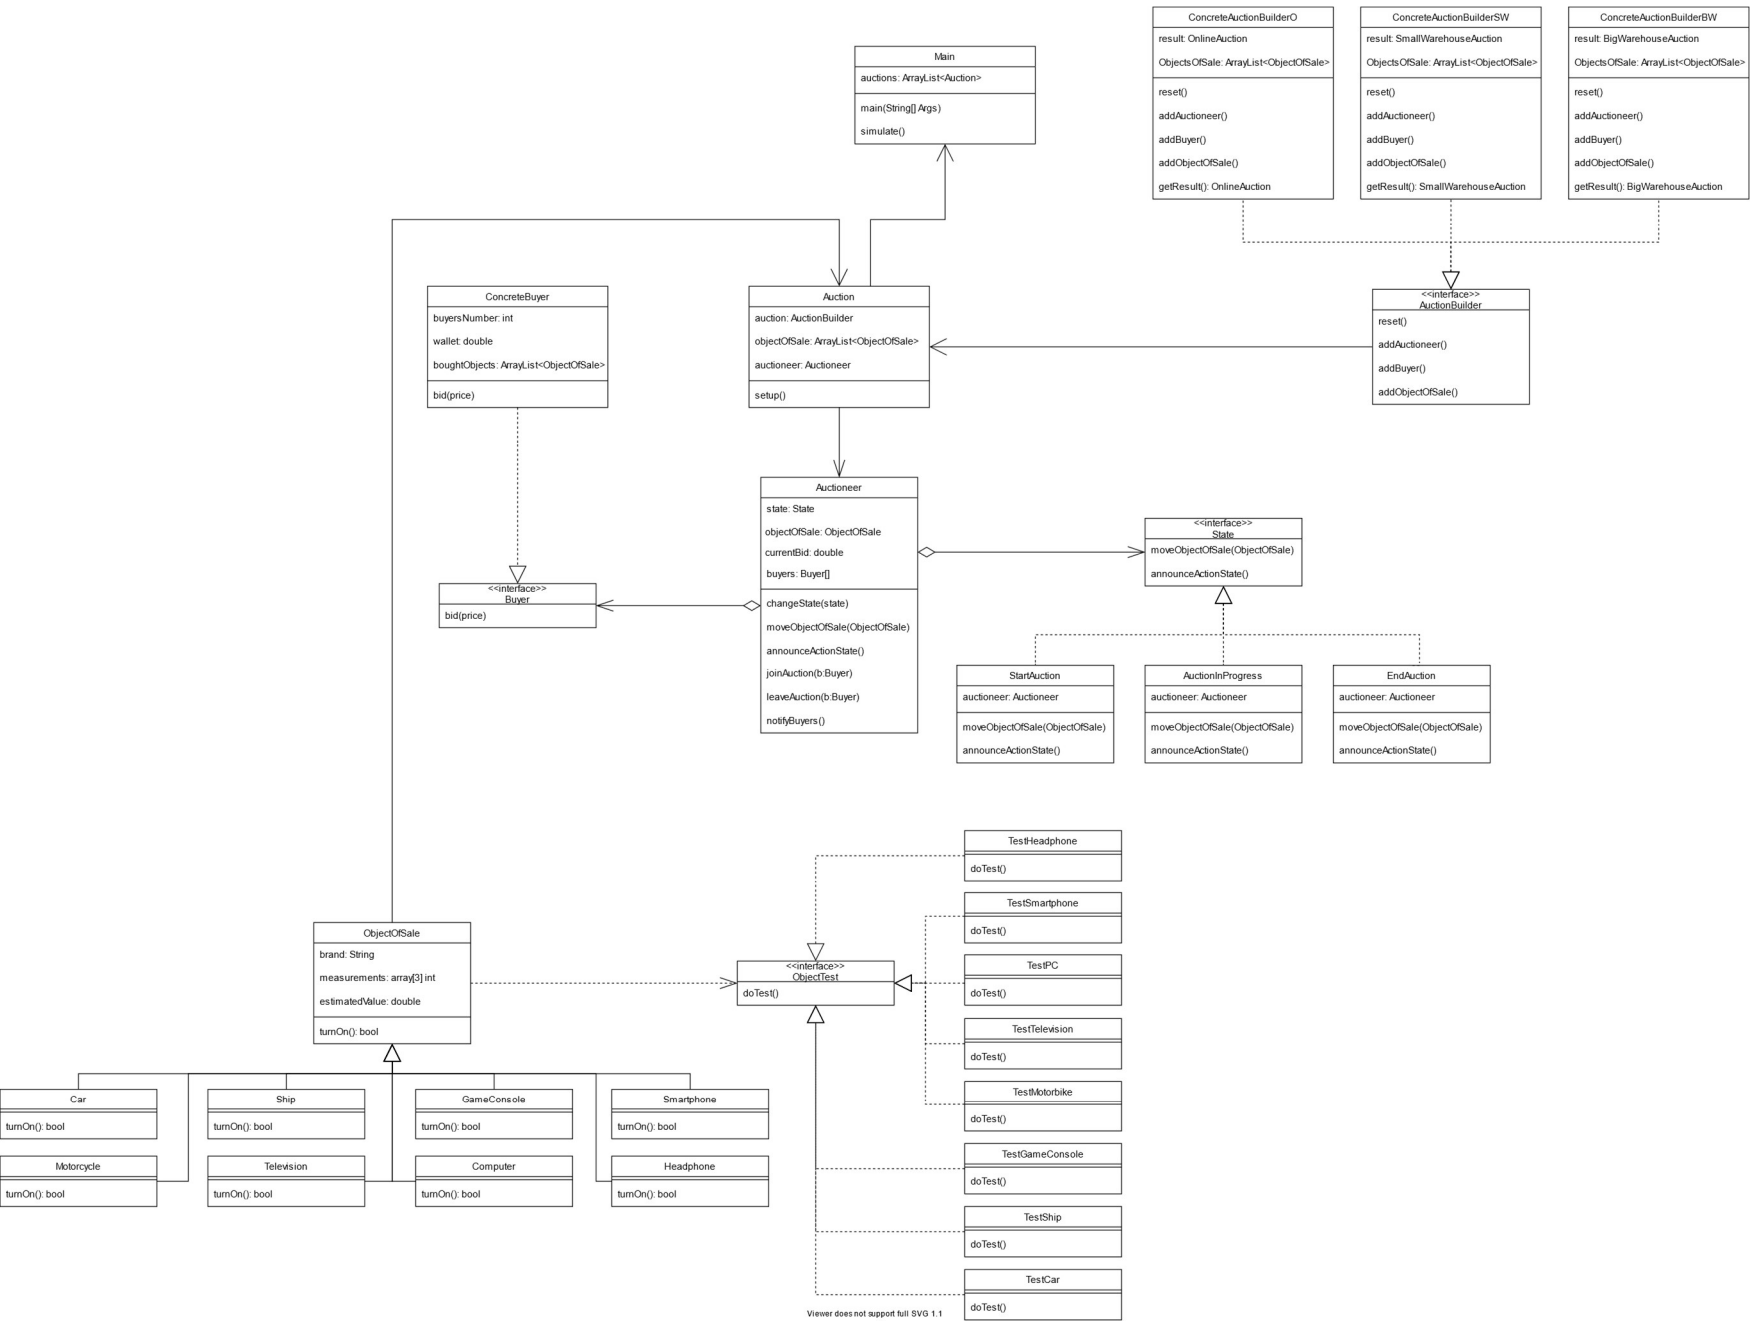 ConcreteAuctionBuilderO
result: OnlineAuction
ObjectsOfSale: ArrayList<ObjectOfSale>
reset()
addAuctioneer()
addBuyer()
addObjectOfSale()
getResult(): OnlineAuction
ConcreteAuctionBuilderSW
result: SmallWarehouseAuction
ObjectsOfSale: ArrayList<ObjectOfSale>
reset()
addAuctioneer()
addBuyer()
addObjectOfSale()
getResult(): SmallWarehouseAuction
ConcreteAuctionBuilderBW
result: BigWarehouseAuction
ObjectsOfSale: ArrayList<ObjectOfSale>
reset()
addAuctioneer()
addBuyer()
addObjectOfSale()
getResult(): BigWarehouseAuction
Main
auctions: ArrayList<Auction>
main(String[] Args)
simulate()
ConcreteBuyer
buyersNumber: int
wallet: double
boughtObjects: ArrayList<ObjectOfSale>
bid(price)
Auction
auction: AuctionBuilder
objectOfSale: ArrayList<ObjectOfSale>
auctioneer: Auctioneer
setup()
<<interface>>
AuctionBuilder
reset()
addAuctioneer()
addBuyer()
addObjectOfSale()
Auctioneer
state: State
objectOfSale: ObjectOfSale
currentBid: double
buyers: Buyer[]
changeState(state)
moveObjectOfSale(ObjectOfSale)
announceActionState()
joinAuction(b:Buyer)
leaveAuction(b:Buyer)
notifyBuyers()
<<interface>>
State
moveObjectOfSale(ObjectOfSale)
announceActionState()
<<interface>>
Buyer
bid(price)
StartAuction
auctioneer: Auctioneer
moveObjectOfSale(ObjectOfSale)
announceActionState()
AuctionInProgress
auctioneer: Auctioneer
moveObjectOfSale(ObjectOfSale)
announceActionState()
EndAuction
auctioneer: Auctioneer
moveObjectOfSale(ObjectOfSale)
announceActionState()
ObjectOfSale
brand: String
measurements: array[3] int
estimatedValue: double
turnOn(): bool
<<interface>>
ObjectTest
doTest()
TestHeadphone
doTest()
TestSmartphone
doTest()
TestPC
doTest()
TestTelevision
doTest()
TestMotorbike
doTest()
TestGameConsole
doTest()
TestShip
doTest()
TestCar
doTest()
Car
turnOn(): bool
Ship
turnOn(): bool
GameConsole
turnOn(): bool
Smartphone
turnOn(): bool
Motorcycle
turnOn(): bool
Television
turnOn(): bool
Computer
turnOn(): bool
Headphone
turnOn(): bool
Viewer does not support full SVG 1.1